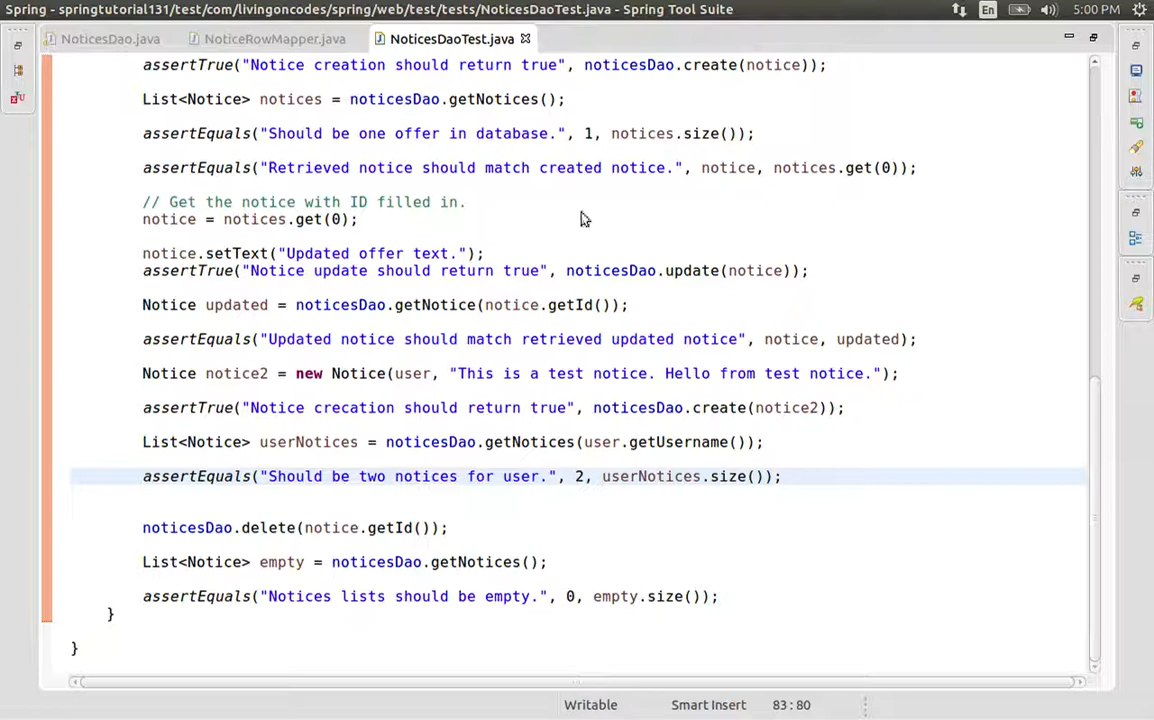 Spring - springtutorial131/test/com/livingoncodes/spring/web/test/tests/NoticesDaoTest.java - Spring Tool Suite
En
5:00 PM
NoticesDao.java
NoticeRowMapper.java
NoticesDaoTest.java
assertTrue("Notice creation should return true", noticesDao.create(notice));
List<Notice> notices = noticesDao.getNotices();
assertEquals("Should be one offer in database.", 1, notices.size());
assertEquals("Retrieved notice should match created notice.", notice, notices.get(0));
// Get the notice with ID filled in.
notice = notices.get(0);
notice.setText("Updated offer text.");
assertTrue("Notice update should return true", noticesDao.update(notice));
Notice updated = noticesDao.getNotice(notice.getId());
assertEquals("Updated notice should match retrieved updated notice", notice, updated);
Notice notice2 = new Notice(user, "This is a test notice. Hello from test notice.");
assertTrue("Notice crecation should return true", noticesDao.create(notice2));
List<Notice> userNotices = noticesDao.getNotices(user.getUsername());
assertEquals("Should be two notices for user.", 2, userNotices.size());
noticesDao.delete(notice.getId());
List<Notice> empty = noticesDao.getNotices();
assertEquals("Notices lists should be empty.", 0, empty.size());
}
}
Writable
Smart Insert
83 : 80